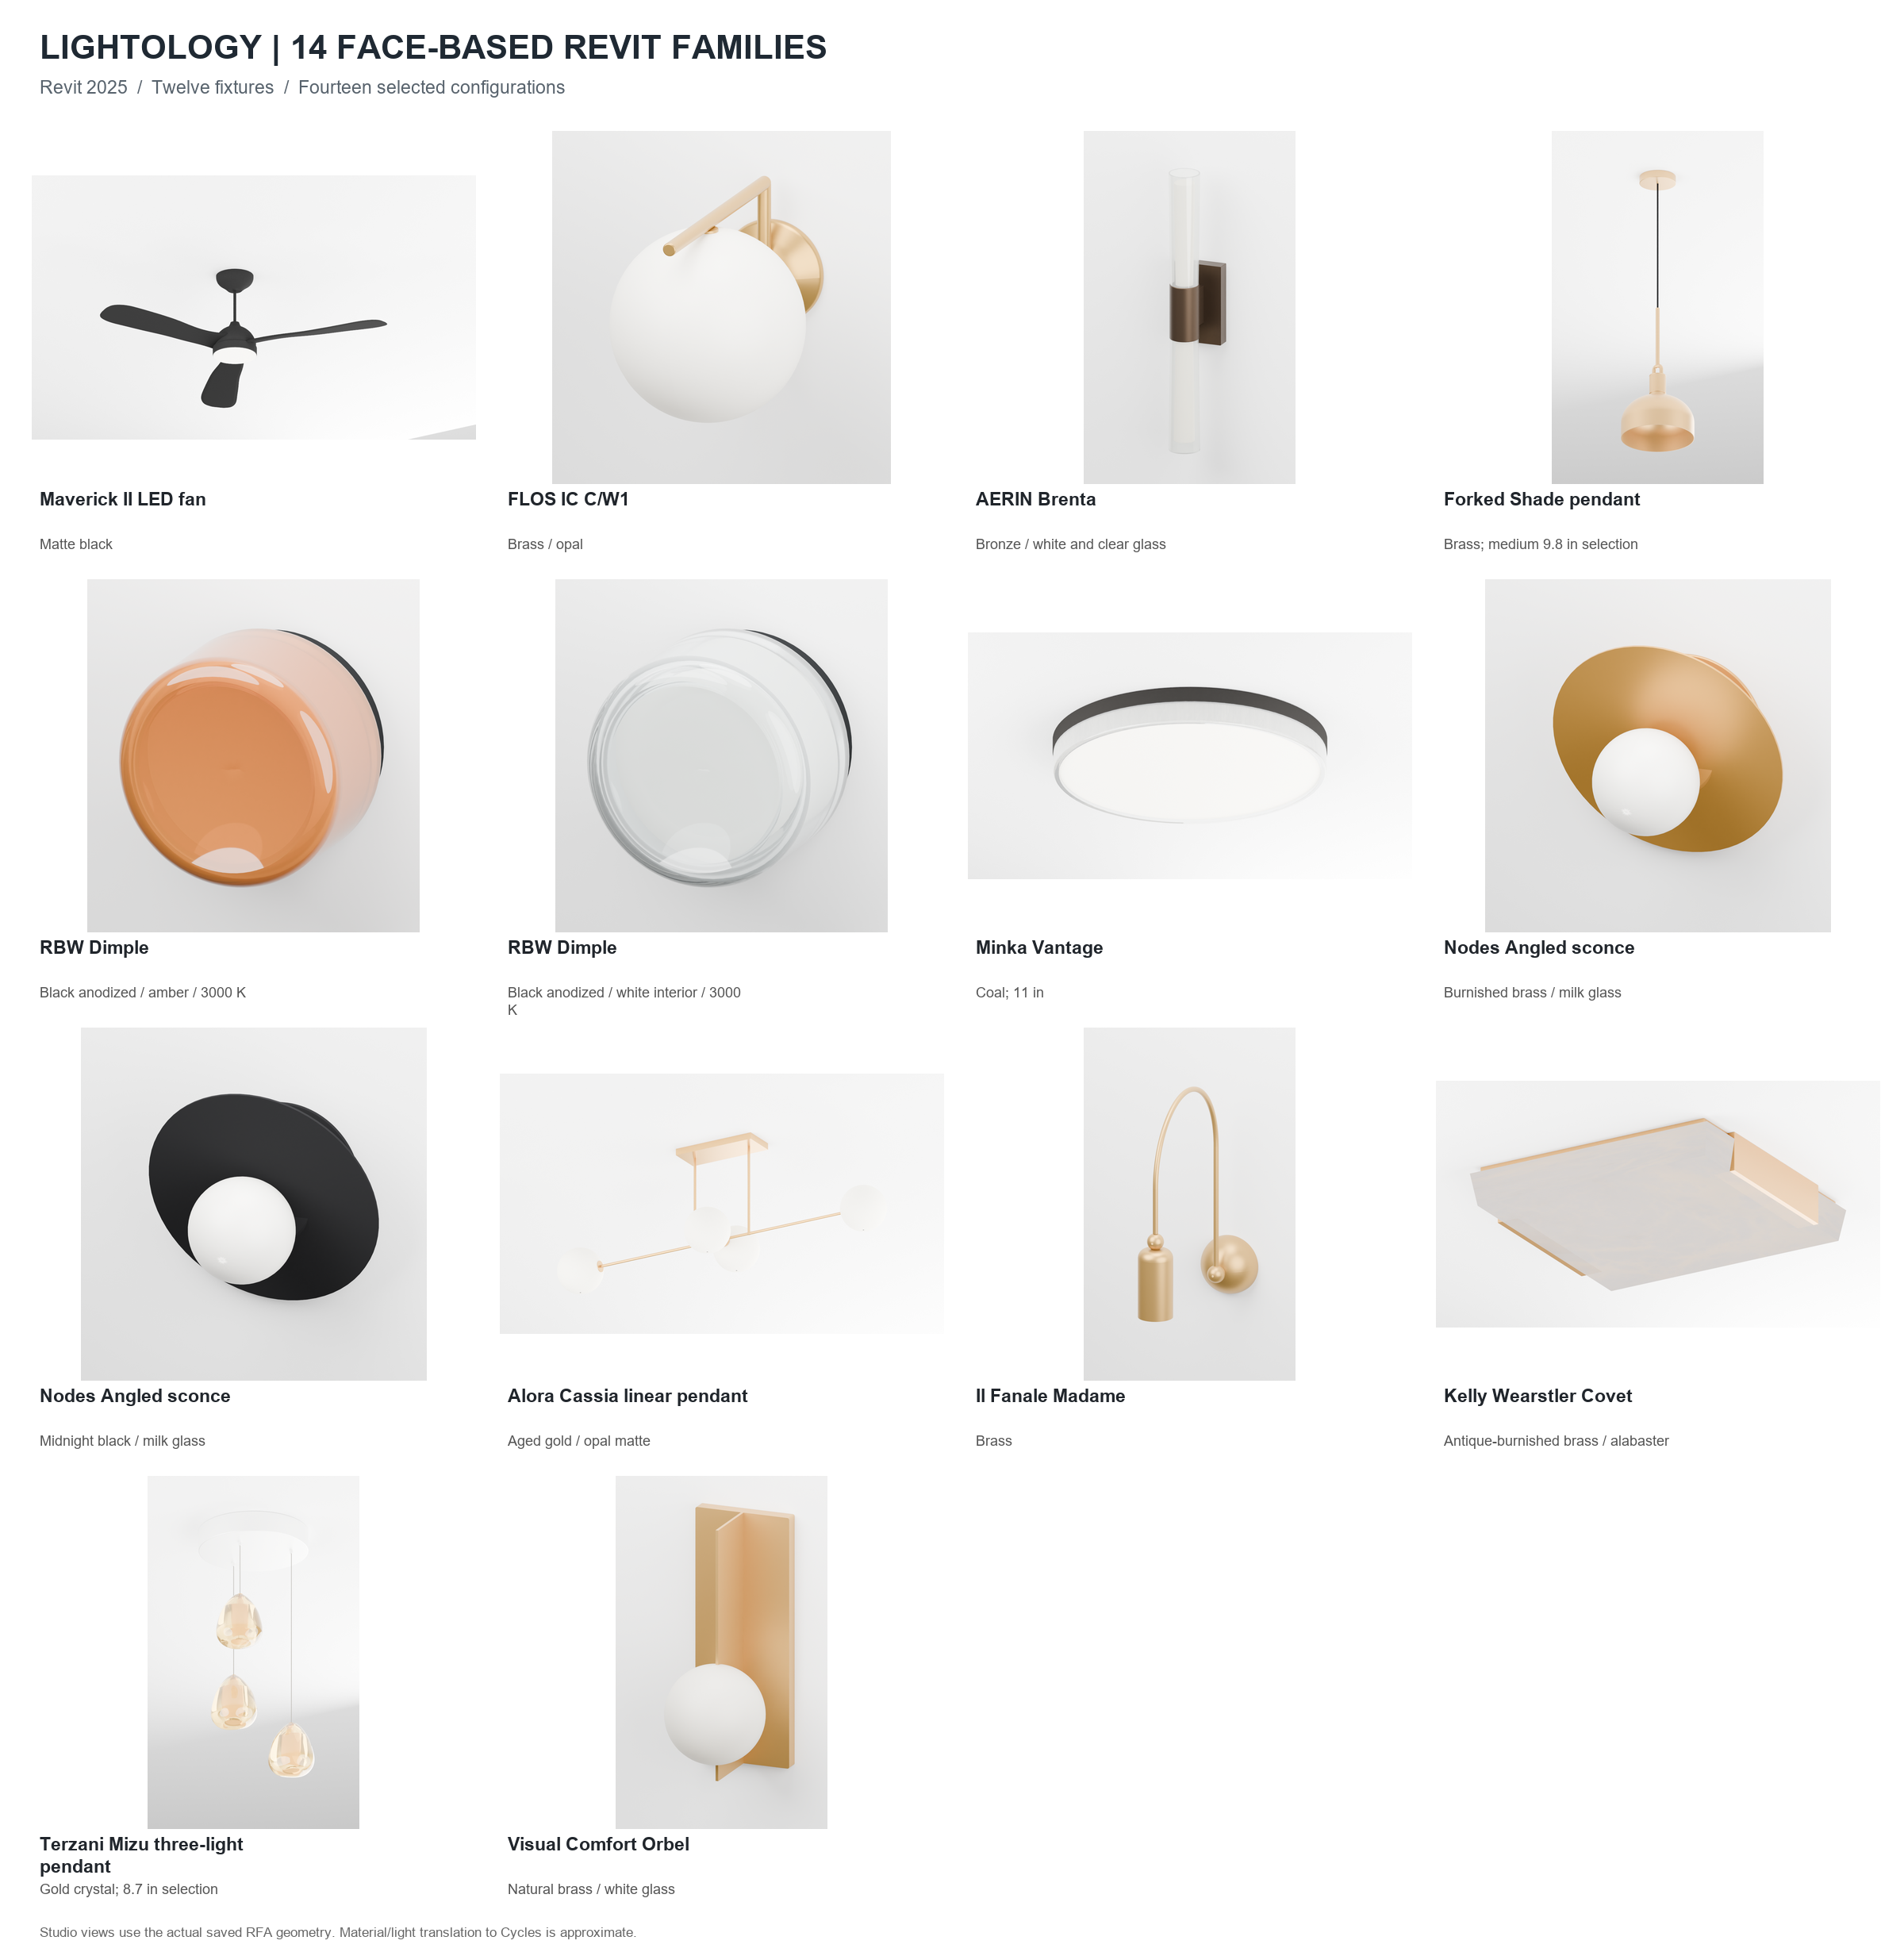 LIGHTOLOGY | 14 FACE-BASED REVIT FAMILIES
Revit 2025 / Twelve fixtures / Fourteen selected configurations
Maverick II LED fan
Matte black
FLOS IC C/W1
Brass / opal
AERIN Brenta
Bronze / white and clear glass
Forked Shade pendant
Brass; medium 9.8 in selection
RBW Dimple
Black anodized / amber / 3000 K
RBW Dimple
Black anodized / white interior / 3000
K
Minka Vantage
Coal; 11 in
Nodes Angled sconce
Burnished brass / milk glass
Nodes Angled sconce
Midnight black / milk glass
Alora Cassia linear pendant
Aged gold / opal matte
Il Fanale Madame
Brass
Kelly Wearstler Covet
Antique-burnished brass / alabaster
Terzani Mizu three-light
pendant
Gold crystal; 8.7 in selection
Visual Comfort Orbel
Natural brass / white glass
Studio views use the actual saved RFA geometry. Material/light translation to Cycles is approximate.